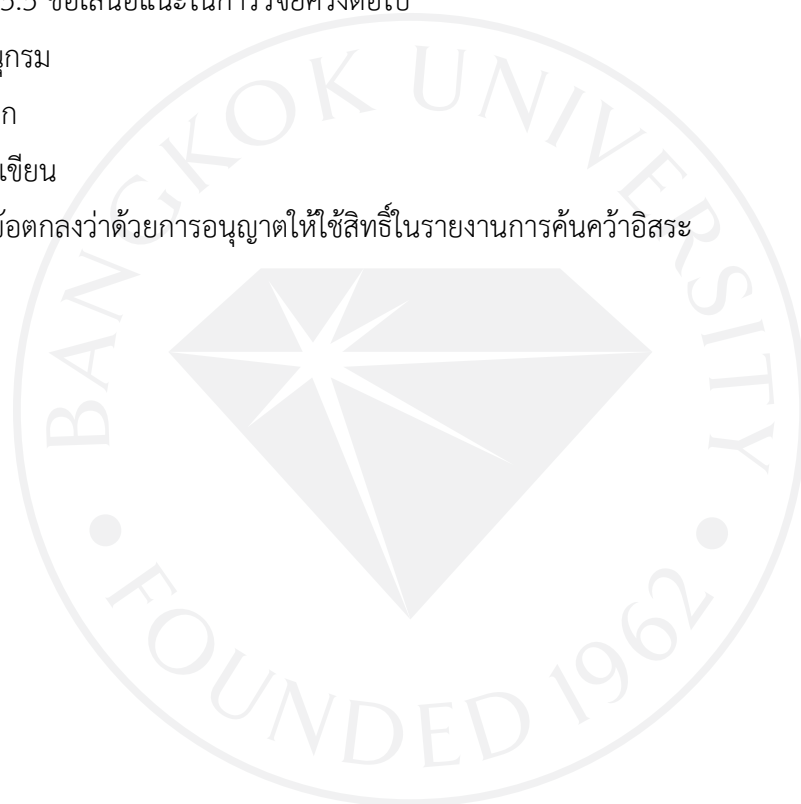 ข้อเสนอแนะในการวิจัยครั้งต่อไป
นุกรม
ก
เขียน
ข้อตกลงว่าด้วยการอนุญาตให้ใช้สิทธิ์ในรายงานการค้นคว้าอิสระ
BANGKOK UNIVERSITY
• FOUNDED 1962 •